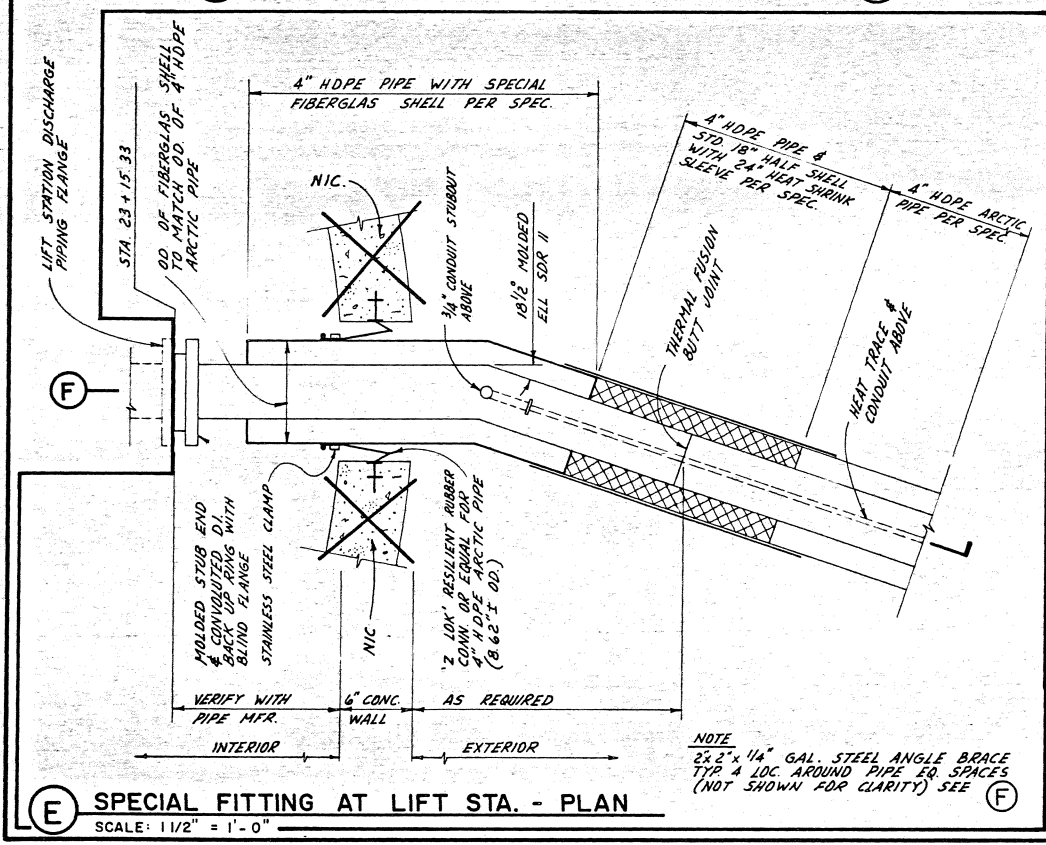 LIFT STATION DISCHARGE
PIPING FLANGE
STA. 23 + 15.33
O.D. OF FIBERGLAS SHELL
TO MATCH O.D. OF 4" HDPE
ARCTIC PIPE
4" HDPE PIPE WITH SPECIAL
FIBERGLAS SHELL PER SPEC.
NIC.
3/4" CONDUIT STUBOUT
ABOVE
18 1/2° MOLDED
ELL SDR 11
4" HDPE PIPE &
STD. 18" HALF SHELL
WITH 24" HEAT SHRINK
SLEEVE PER SPEC.
4" HDPE ARCTIC
PIPE PER SPEC.
THERMAL FUSION
BUTT JOINT
HEAT TRACE &
CONDUIT ABOVE
F
MOLDED STUB END
& CONVOLUTED D.I.
BACK UP RING WITH
BLIND FLANGE
STAINLESS STEEL CLAMP
NIC
'Z LOK' RESILIENT RUBBER
CONN. OR EQUAL FOR
4" HDPE ARCTIC PIPE
(8.62"± OD.)
VERIFY WITH
PIPE MFR.
6" CONC.
WALL
AS REQUIRED
INTERIOR
EXTERIOR
NOTE
2"x 2"x 1/4" GAL. STEEL ANGLE BRACE
TYP. 4 LOC. AROUND PIPE EQ. SPACES
(NOT SHOWN FOR CLARITY) SEE F
E SPECIAL FITTING AT LIFT STA. - PLAN
SCALE: 1 1/2" = 1'- 0"